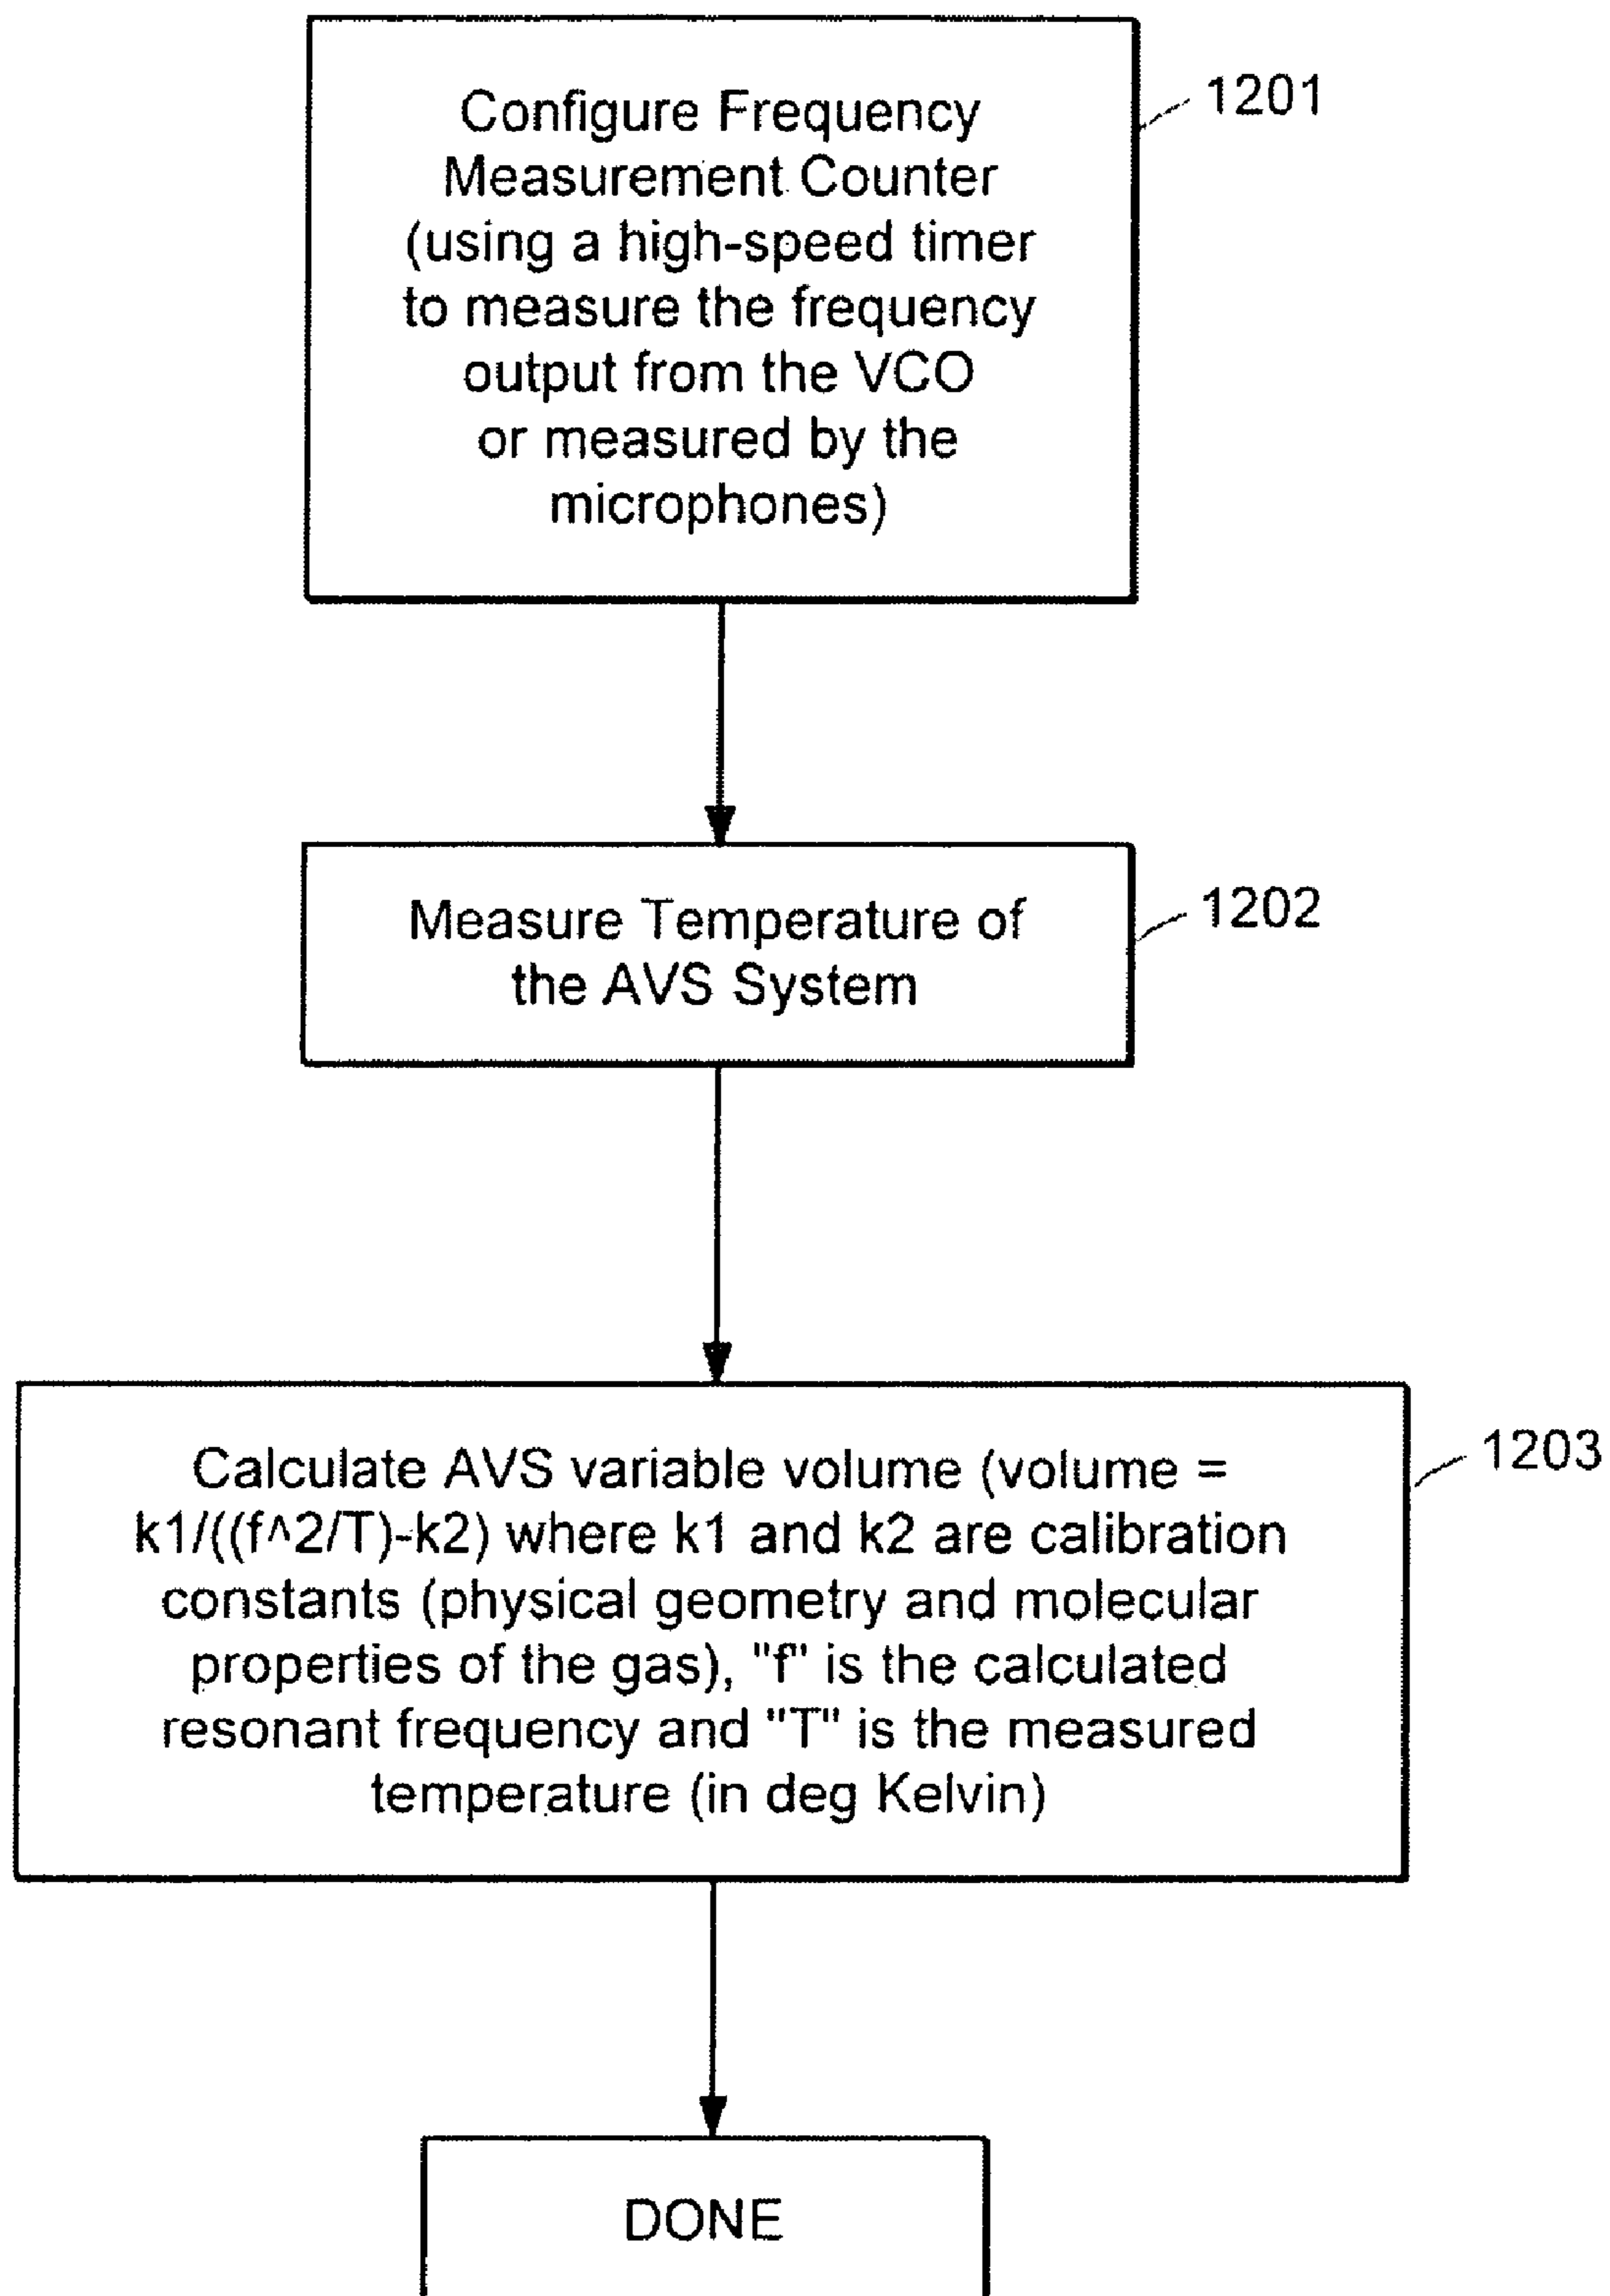 Configure Frequency
Measurement Counter
(using a high-speed timer
to measure the frequency
output from the VCO
or measured by the
microphones)
1201
Measure Temperature of
the AVS System
1202
Calculate AVS variable volume (volume =
k1/((f^2/T)-k2) where k1 and k2 are calibration
constants (physical geometry and molecular
properties of the gas), "f" is the calculated
resonant frequency and "T" is the measured
temperature (in deg Kelvin)
1203
DONE